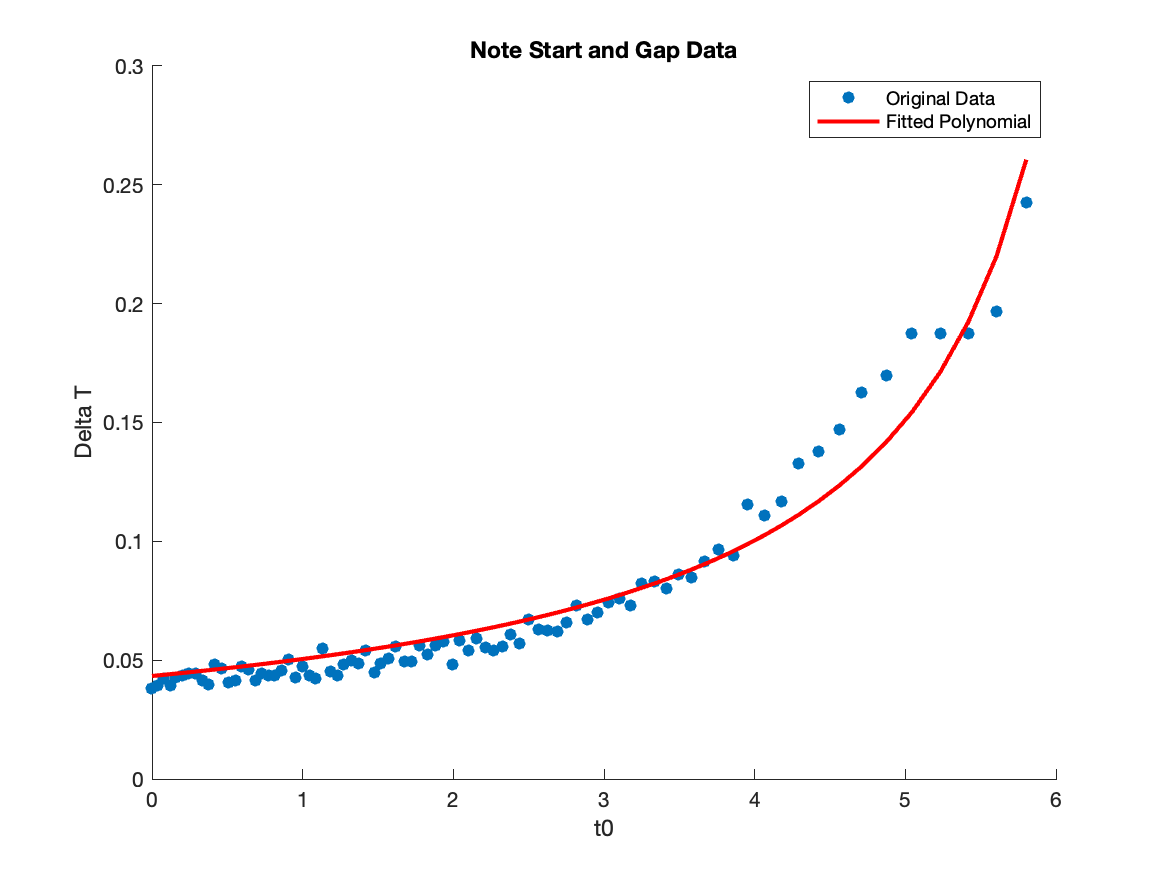 Note Start and Gap Data
Original Data
Fitted Polynomial
0.3
0.25
0.2
0.15
0.1
0.05
0
Delta T
0 1 2 3 4 5 6
t0